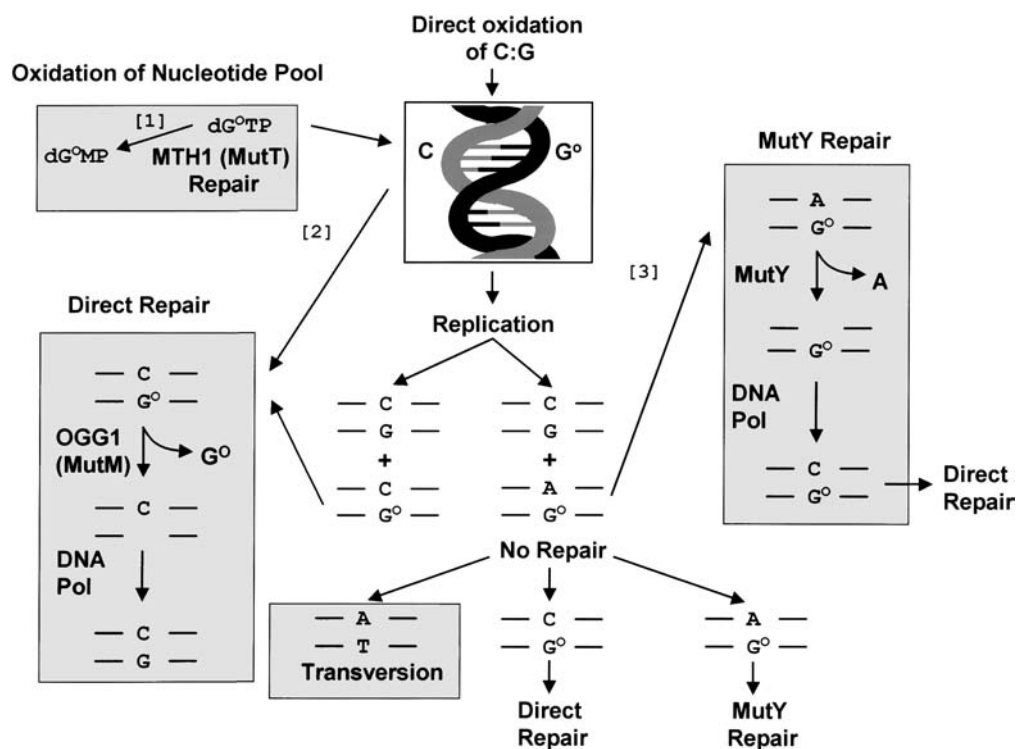 Direct oxidation
of C:G
Oxidation of Nucleotide Pool
[1]
dG°TP
dG°MP
MTH1 (MutT)
Repair
C
G°
[2]
[3]
MutY Repair
A
G°
MutY
A
G°
DNA
Pol
C
G°
Direct
Repair
Direct Repair
C
G°
OGG1
(MutM)
G°
C
DNA
Pol
C
G
Replication
C
G
+
C
G°
C
G
+
A
G°
No Repair
A
T
Transversion
C
G°
Direct
Repair
A
G°
MutY
Repair